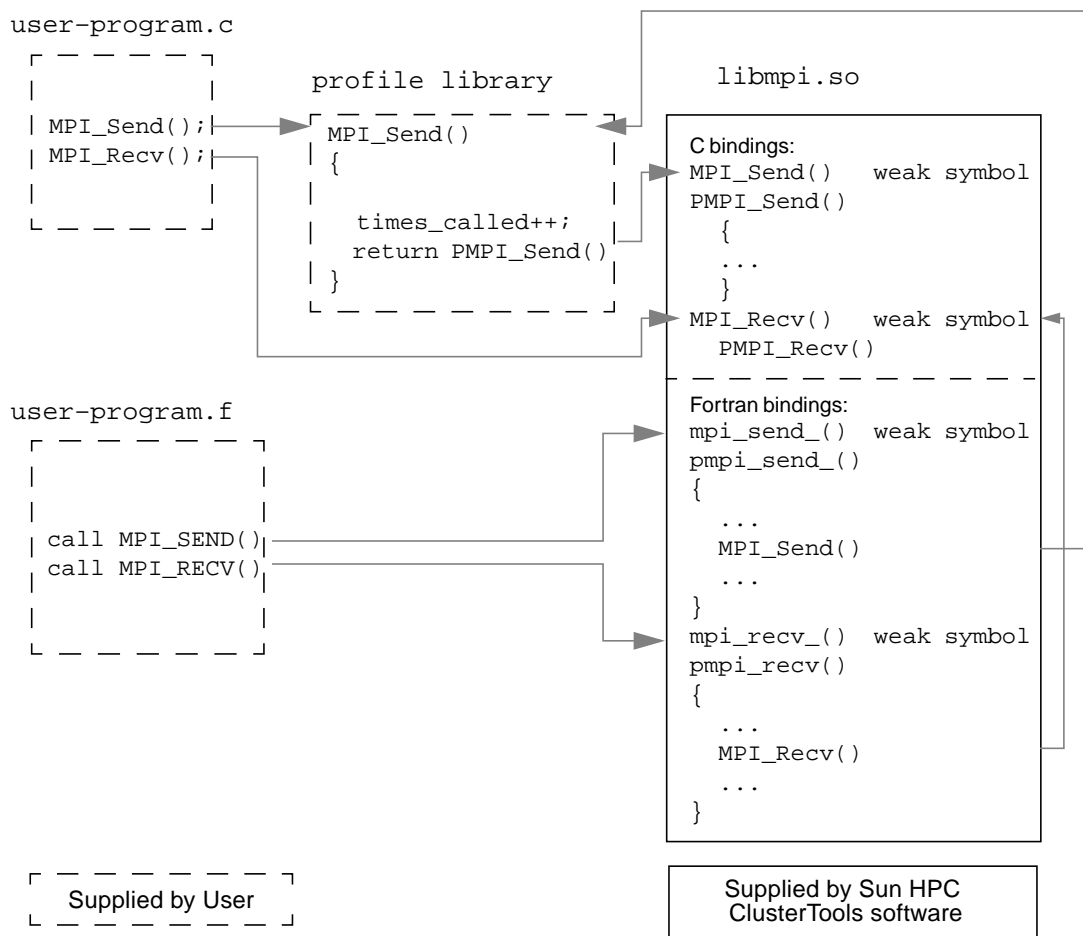 user-program.c
MPI_Send();
MPI_Recv();
profile library
MPI_Send()
{
times_called++;
return PMPI_Send()
}
libmpi.so
C bindings:
MPI_Send() weak symbol
PMPI_Send()
{
...
}
MPI_Recv() weak symbol
PMPI_Recv()
user-program.f
call MPI_SEND()
call MPI_RECV()
Fortran bindings:
mpi_send_() weak symbol
pmpi_send_()
{
...
MPI_Send()
...
}
mpi_recv_() weak symbol
pmpi_recv()
{
...
MPI_Recv()
...
}
Supplied by User
Supplied by Sun HPC
ClusterTools software